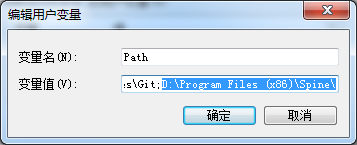 编辑用户变量
变量名(N): Path
变量值(V): s\Git;D:\Program Files (x86)\Spine\
确定 取消